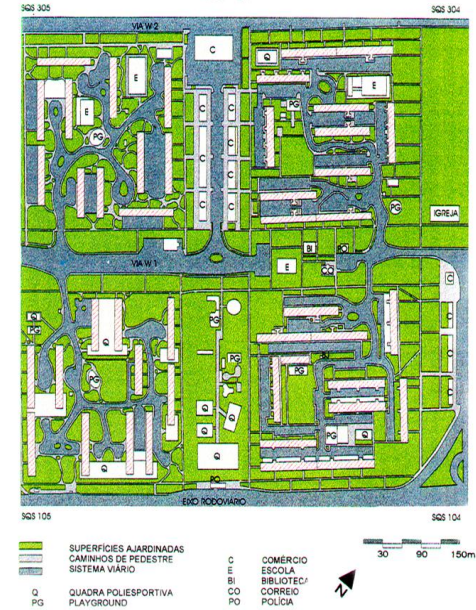 SQS 305
SQS 304
VIA W 2
C
Q
E
E
E
PG
PG
C
C
C
C
C
C
C
C
PG
IGREJA
BI
PO
VIA W 1
E
CO
C
C
C
C
PG
Q
PG
Q
PG
PG
PG
Q
Q
Q
Q
PG
Q
Q
Q
PO
EIXO RODOVIÁRIO
SQS 105
SQS 104
SUPERFÍCIES AJARDINADAS
CAMINHOS DE PEDESTRE
SISTEMA VIÁRIO
Q QUADRA POLIESPORTIVA
PG PLAYGROUND
C COMÉRCIO
E ESCOLA
BI BIBLIOTECA
CO CORREIO
PO POLÍCIA
N
30 90 150m